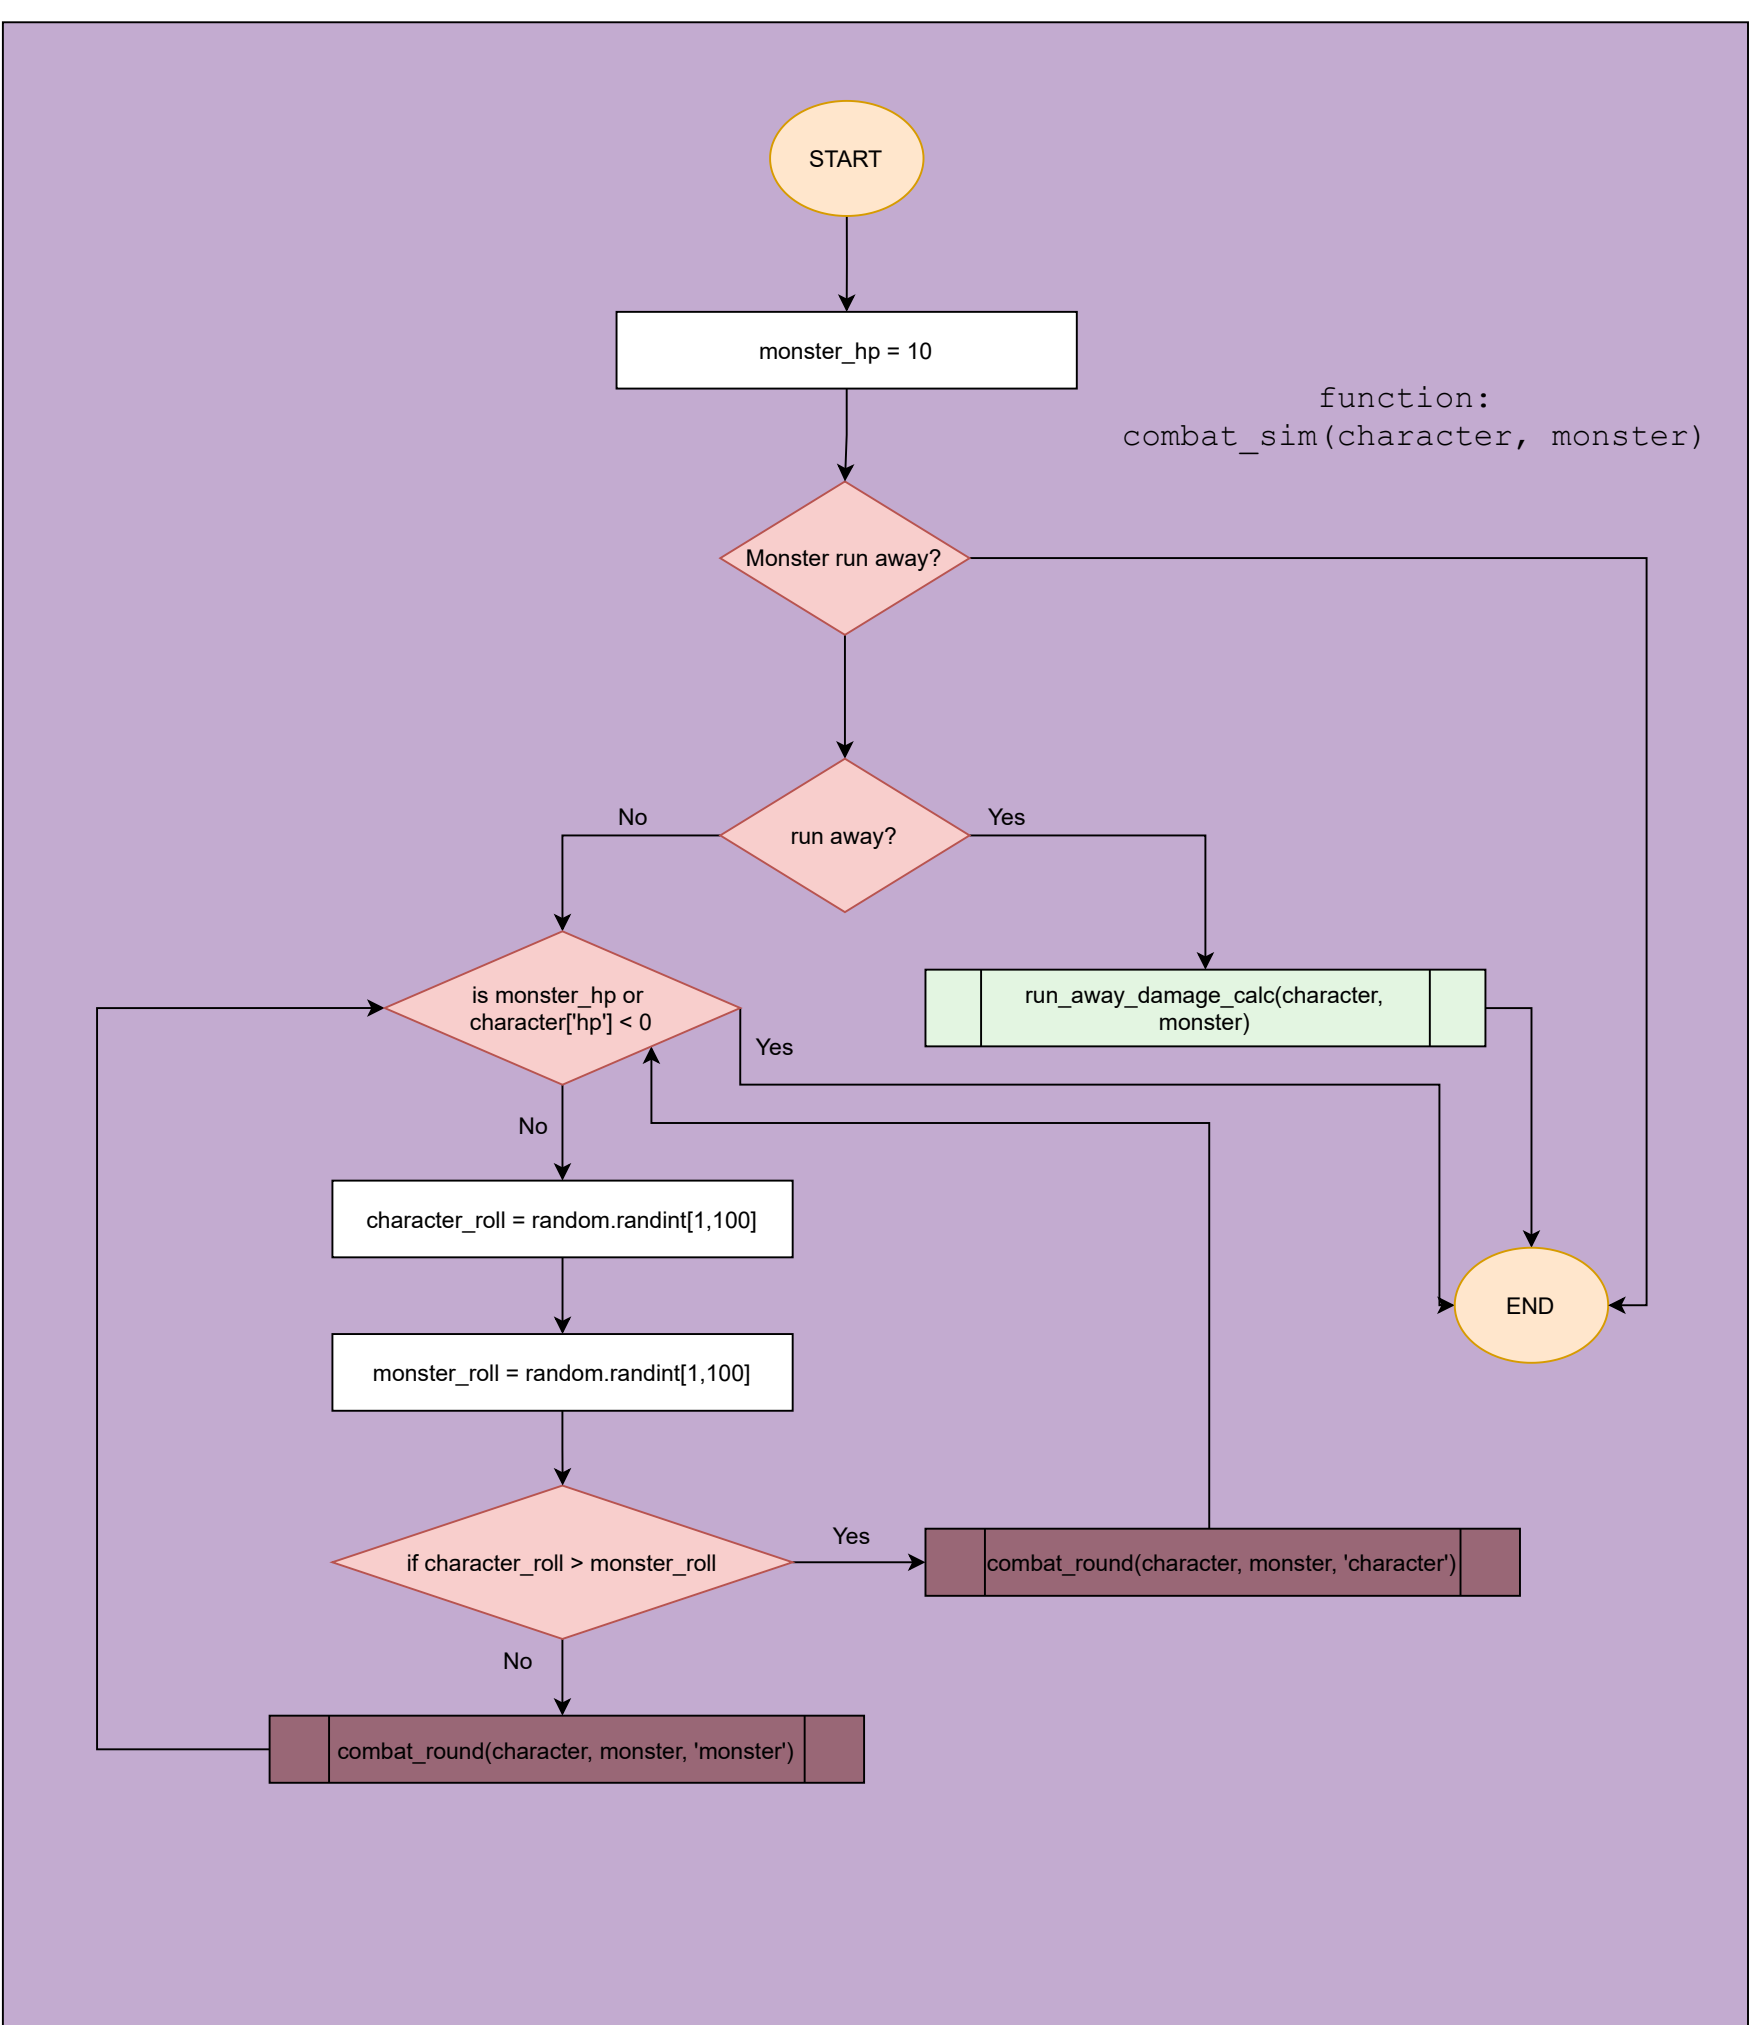 START
monster_hp = 10
function:
combat_sim(character, monster)
Monster run away?
No
Yes
run away?
is monster_hp or
character['hp'] < 0
run_away_damage_calc(character,
monster)
Yes
No
character_roll = random.randint[1,100]
END
monster_roll = random.randint[1,100]
Yes
if character_roll > monster_roll
combat_round(character, monster, 'character')
No
combat_round(character, monster, 'monster')